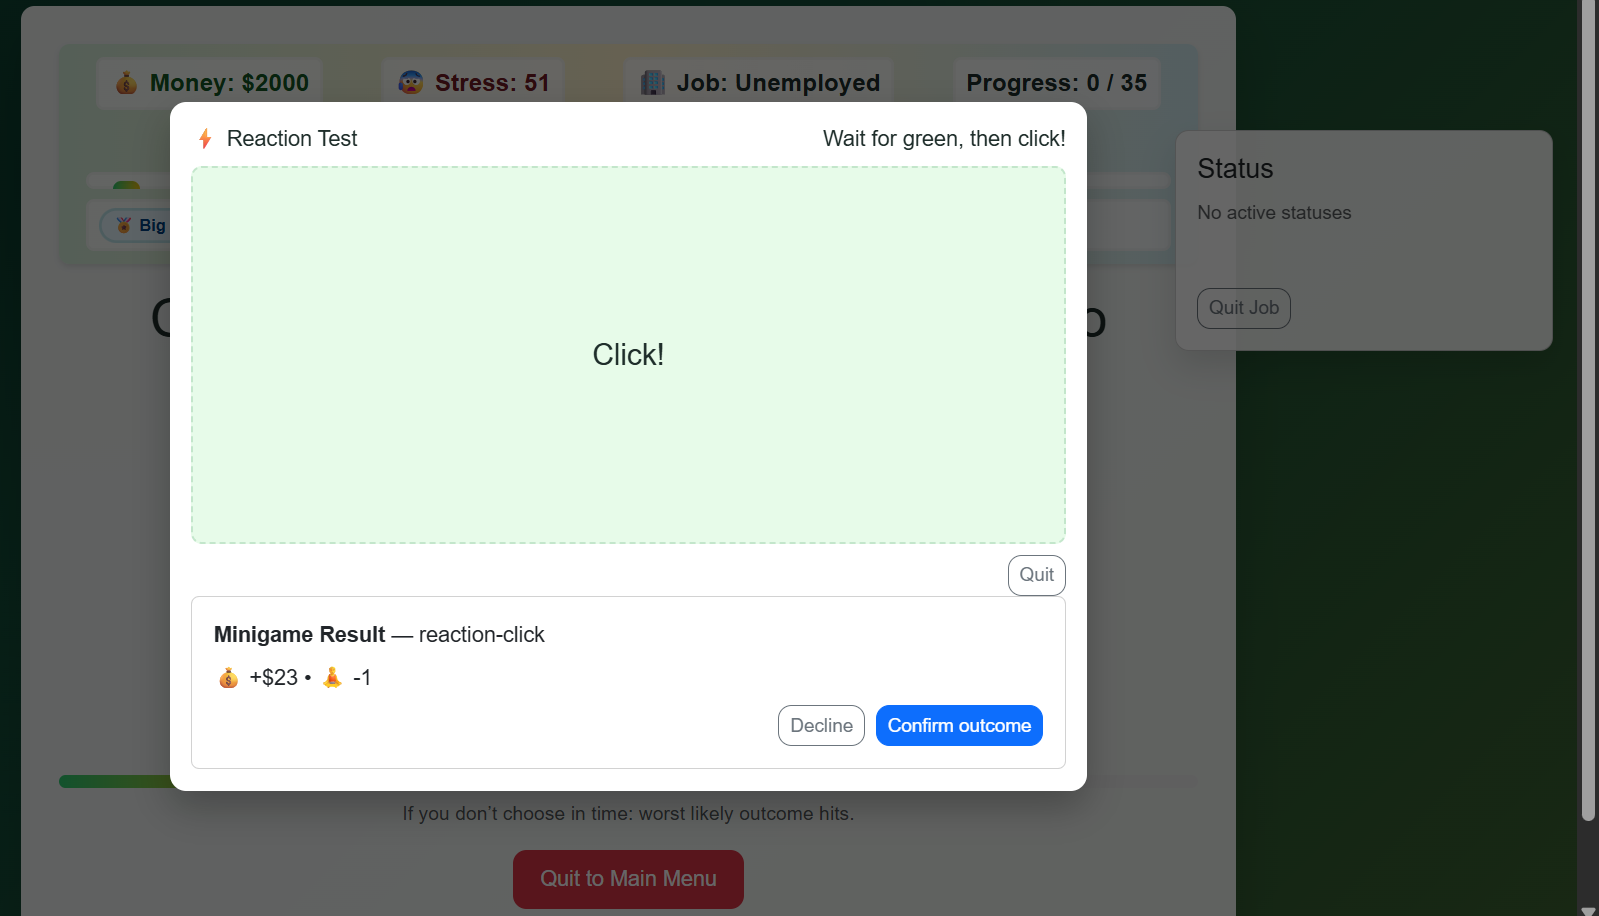 Money: $2000
Stress: 51
Job: Unemployed
Progress: 0 / 35
Reaction Test
Wait for green, then click!
Status
No active statuses
Big
Quit Job
Click!
Quit
Minigame Result — reaction-click
+$23 • -1
Decline
Confirm outcome
If you don’t choose in time: worst likely outcome hits.
Quit to Main Menu